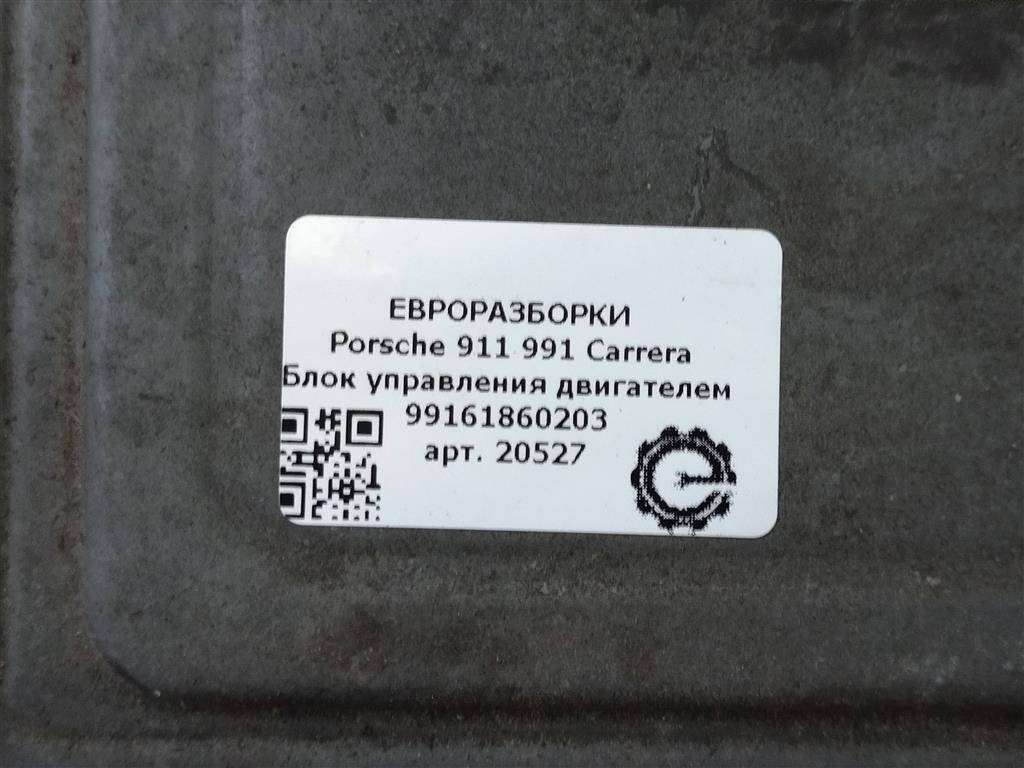 ЕВРОРАЗБОРКИ
Porsche 911 991 Carrera
Блок управления двигателем
99161860203
арт. 20527